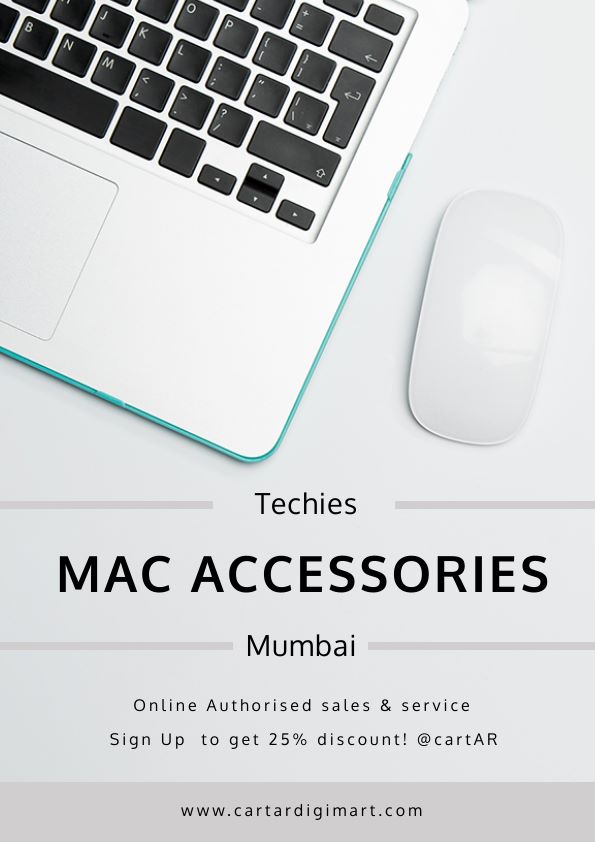 Techies
MAC ACCESSORIES
Mumbai
Online Authorised sales & service
Sign Up  to get 25% discount! @cartAR
www.cartardigimart.com